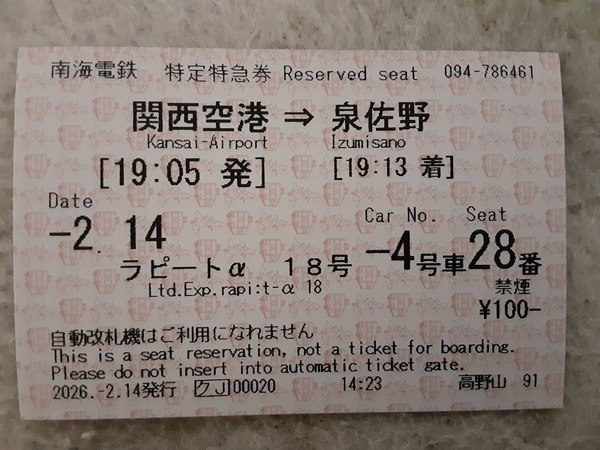 南海電鉄 特定特急券 Reserved seat 094-786461
関西空港 ⇒ 泉佐野
Kansai-Airport Izumisano
[19:05 発] [19:13 着]
Date Car No. Seat
-2. 14 -4号車28番
ラピートα 18号 禁煙
Ltd.Exp.rapi:t-α 18
¥100-
自動改札機はご利用になれません
This is a seat reservation, not a ticket for boarding.
Please do not insert into automatic ticket gate.
2026.-2.14発行 クJ00020 14:23 高野山 91